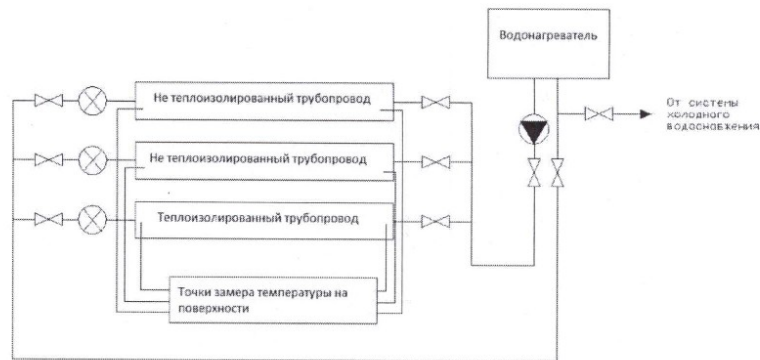 Водонагреватель
Не теплоизолированный трубопровод
От системы
холодного
водоснабжения
Не теплоизолированный трубопровод
Теплоизолированный трубопровод
Точки замера температуры на
поверхности